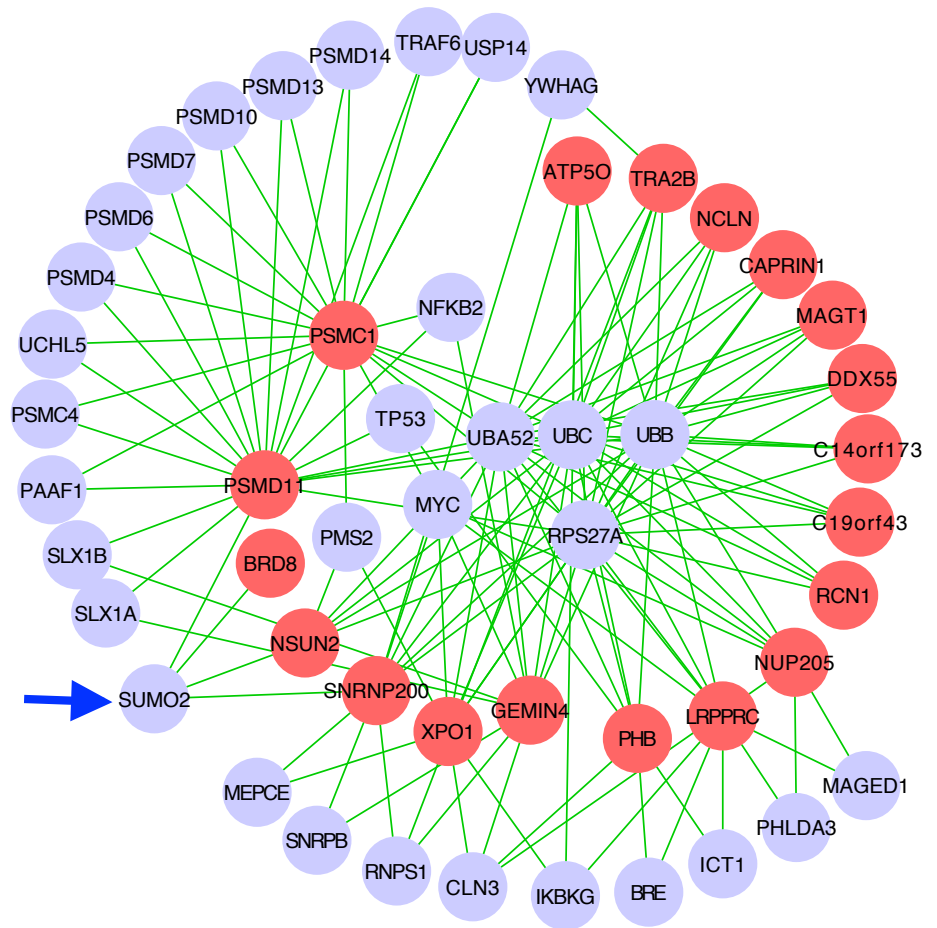 PSMD14
TRAF6
USP14
PSMD13
YWHAG
PSMD10
PSMD7
ATP5O
TRA2B
PSMD6
NCLN
PSMD4
CAPRIN1
NFKB2
MAGT1
UCHL5
PSMC1
DDX55
PSMC4
TP53
UBA52
UBC
UBB
C14orf173
PAAF1
PSMD11
MYC
C19orf43
RPS27A
SLX1B
BRD8
PMS2
RCN1
SLX1A
NSUN2
NUP205
SUMO2
SNRNP200
GEMIN4
LRPPRC
XPO1
PHB
MEPCE
MAGED1
SNRPB
PHLDA3
RNPS1
CLN3
IKBKG
BRE
ICT1